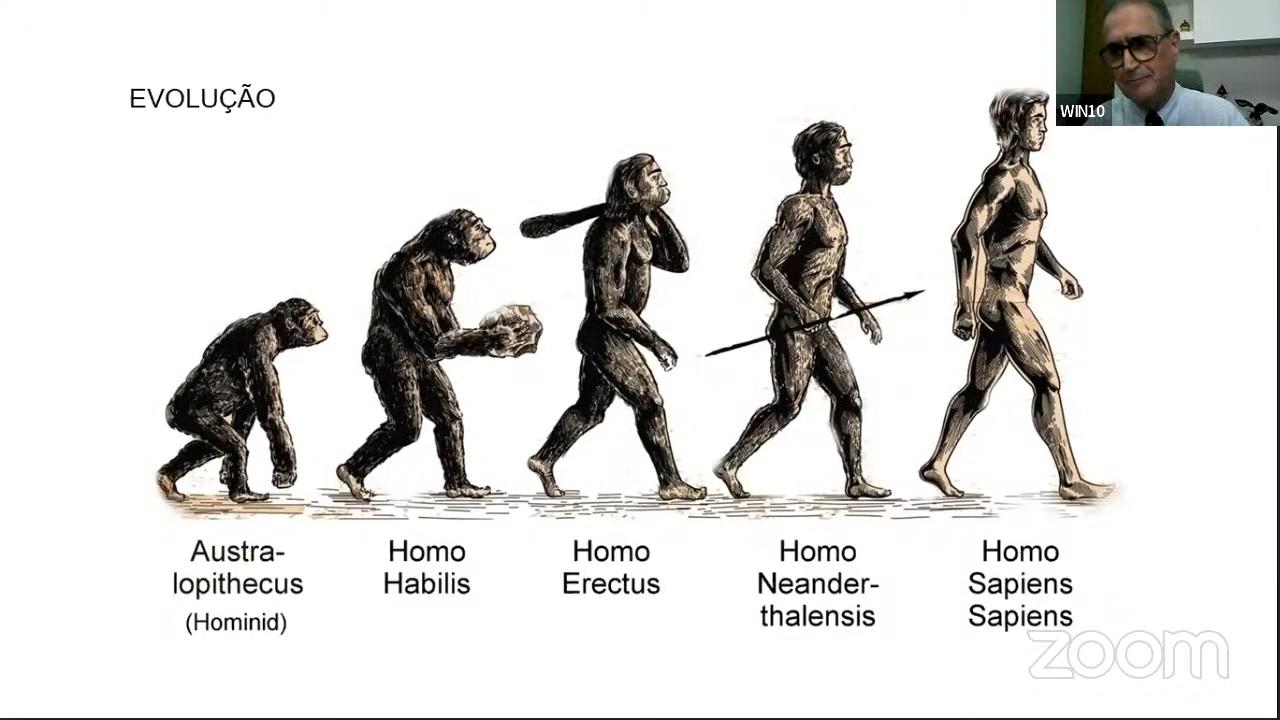 EVOLUÇÃO
WIN10
Austra-
lopithecus
(Hominid)
Homo
Habilis
Homo
Erectus
Homo
Neander-
thalensis
Homo
Sapiens
Sapiens
zoom